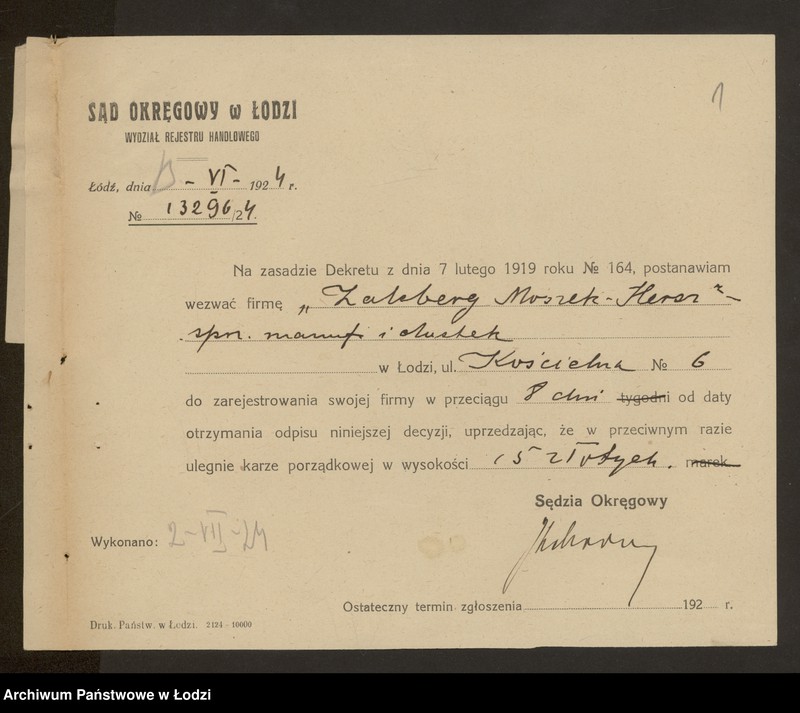 1
SĄD OKRĘGOWY w ŁODZI
WYDZIAŁ REJESTRU HANDLOWEGO
Łódź, dnia - VI - 1924 r.
№ 13296/24.
Na zasadzie Dekretu z dnia 7 lutego 1919 roku № 164, postanawiam
wezwać firmę „Zalcberg Moszek-Hersz”-
sprz. manuf i chustek
w Łodzi, ul. Kościelna № 6
do zarejestrowania swojej firmy w przeciągu 8 dni tygodni od daty
otrzymania odpisu niniejszej decyzji, uprzedzając, że w przeciwnym razie
ulegnie karze porządkowej w wysokości 15 złotych. marek
Sędzia Okręgowy
Wykonano: 2-VII-24
Ostateczny termin zgłoszenia 192 r.
Druk. Państw. w Łodzi. 2124 - 10000
Archiwum Państwowe w Łodzi